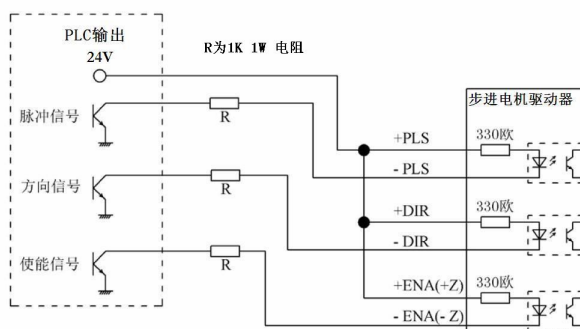 PLC输出
24V
R为1K 1W 电阻
步进电机驱动器
脉冲信号
R
+PLS
330欧
- PLS
方向信号
R
+DIR
330欧
- DIR
使能信号
R
+ENA(+Z)
330欧
- ENA(- Z)